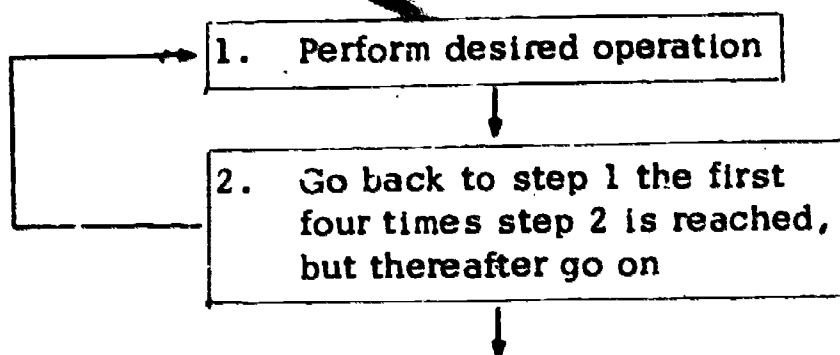 1. Perform desired operation
2. Go back to step 1 the first
four times step 2 is reached,
but thereafter go on